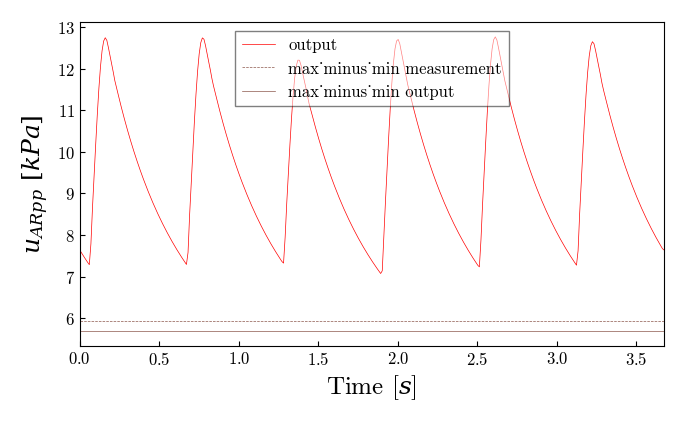 output
max˙minus˙min measurement
max˙minus˙min output
13
12
11
10
9
8
7
6
u_{ARpp} [kPa]
0.0 0.5 1.0 1.5 2.0 2.5 3.0 3.5
Time [s]